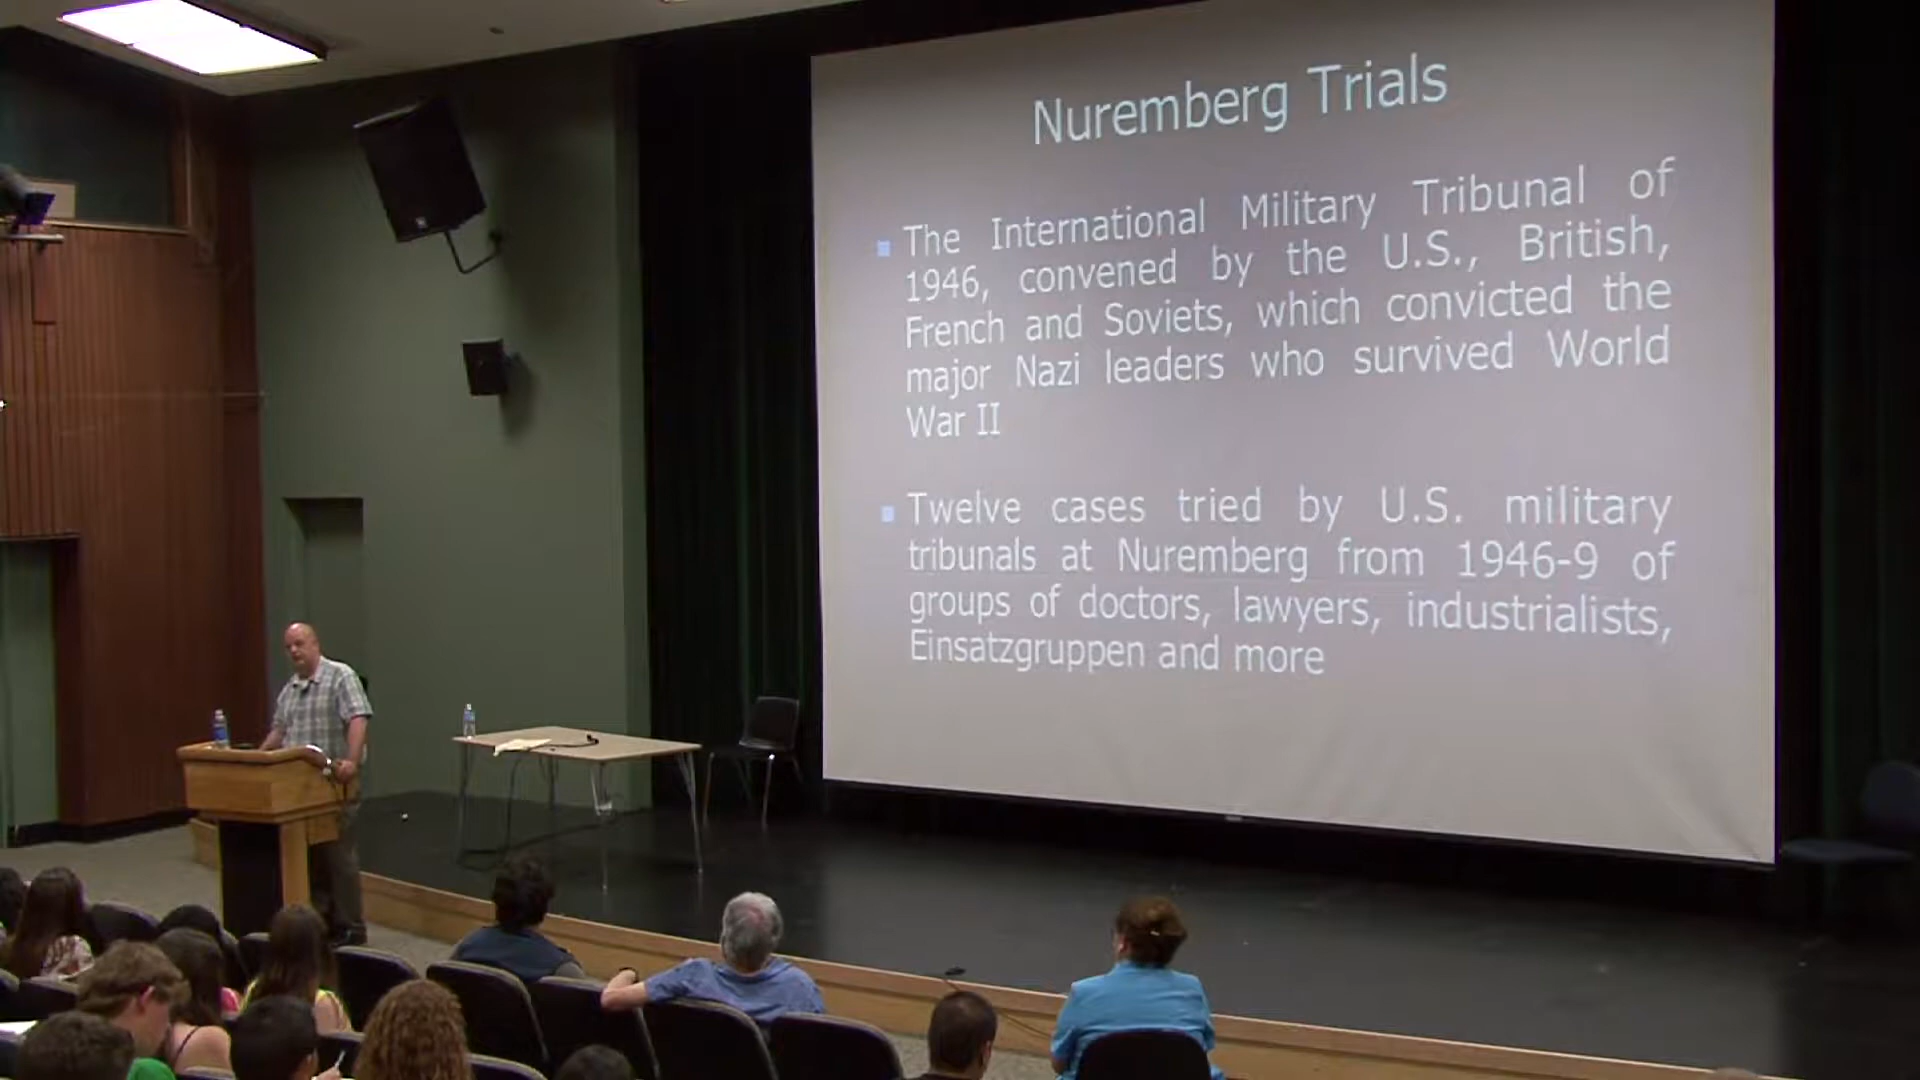 Nuremberg Trials
The International Military Tribunal of
1946, convened by the U.S., British,
French and Soviets, which convicted the
major Nazi leaders who survived World
War II
Twelve cases tried by U.S. military
tribunals at Nuremberg from 1946-9 of
groups of doctors, lawyers, industrialists,
Einsatzgruppen and more